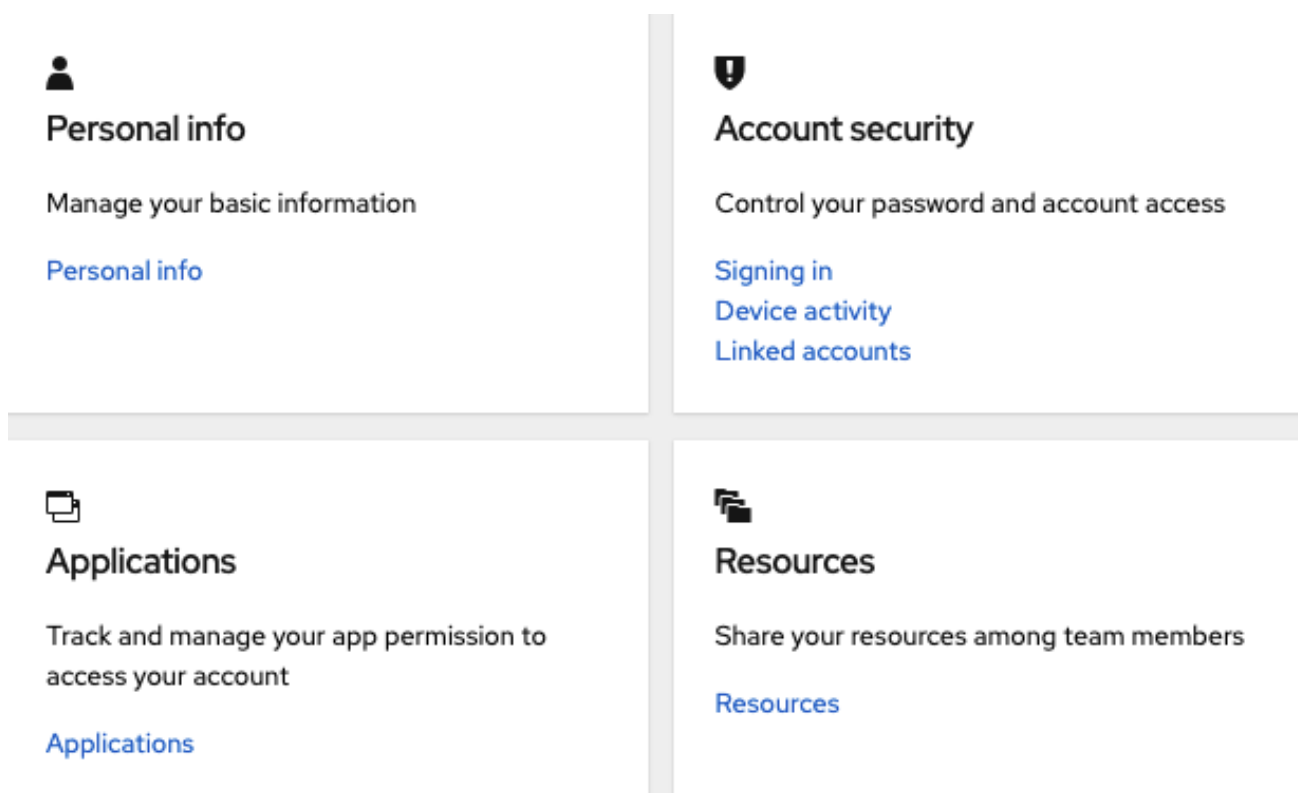 Personal info
Manage your basic information
Personal info
Account security
Control your password and account access
Signing in
Device activity
Linked accounts
Applications
Track and manage your app permission to
access your account
Applications
Resources
Share your resources among team members
Resources